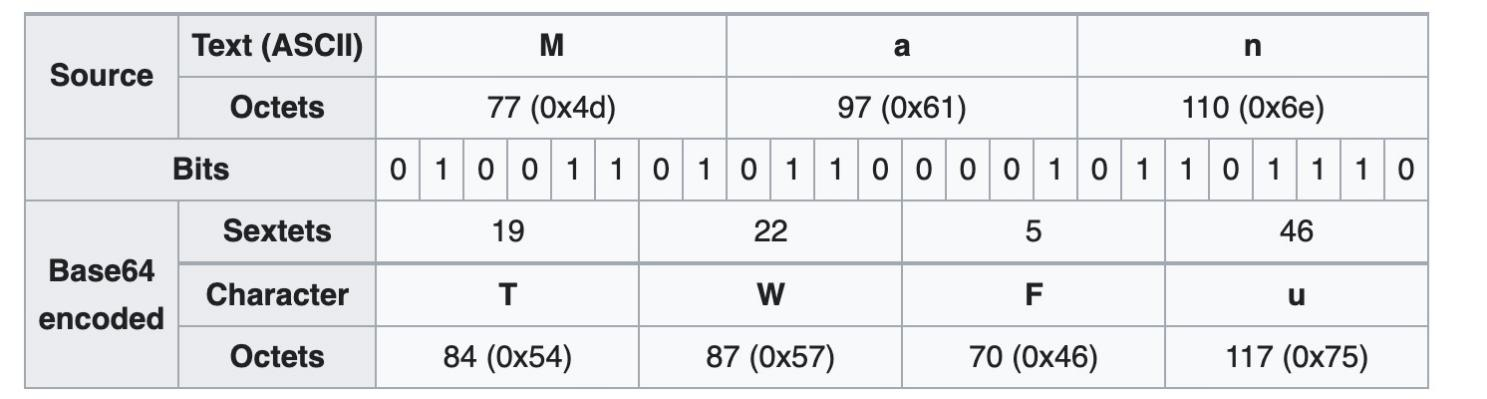 Source Text (ASCII) M a n
Octets 77 (0x4d) 97 (0x61) 110 (0x6e)
Bits 0 1 0 0 1 1 0 1 0 1 1 0 0 0 0 1 0 1 1 0 1 1 1 0
Base64 encoded Sextets 19 22 5 46
Character T W F u
Octets 84 (0x54) 87 (0x57) 70 (0x46) 117 (0x75)